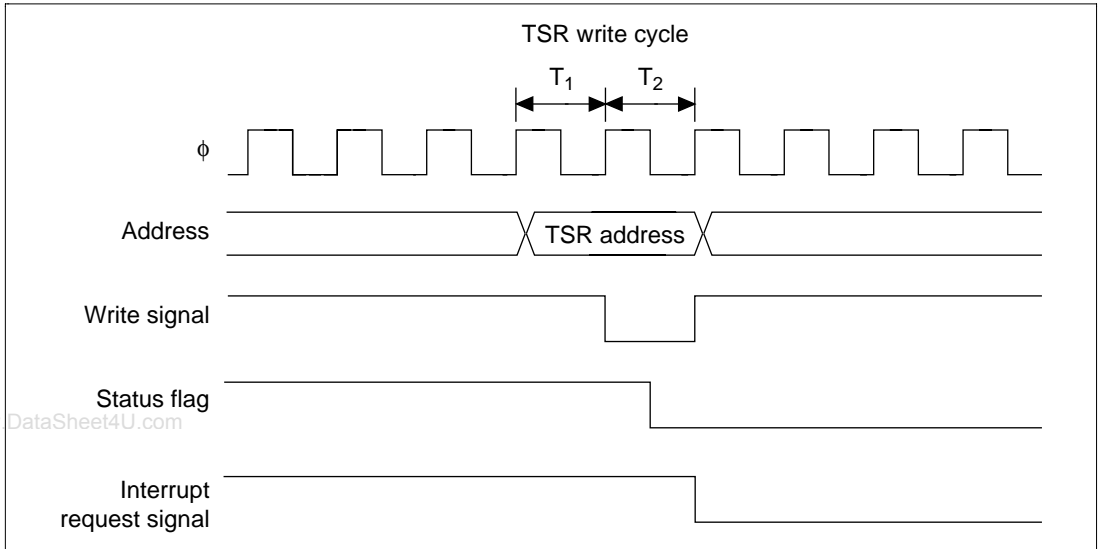 TSR write cycle
T1 T2
ϕ
Address
TSR address
Write signal
Status flag
.DataSheet4U.com
Interrupt
request signal